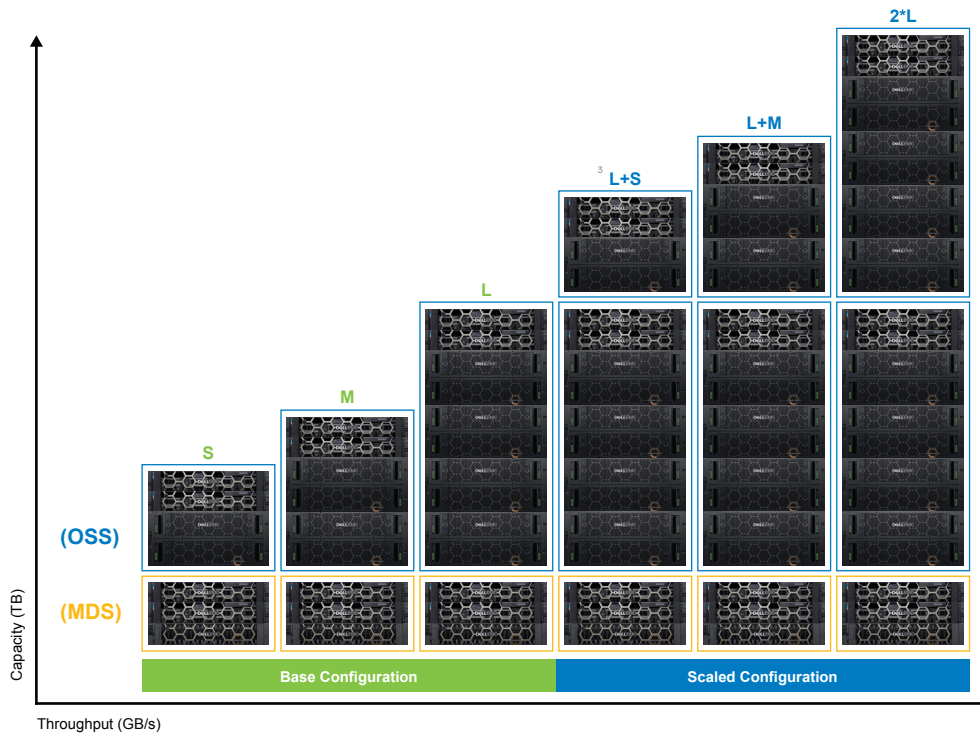 2*L
L+M
3
L+S
L
M
S
(OSS)
(MDS)
Capacity (TB)
Base Configuration
Scaled Configuration
Throughput (GB/s)